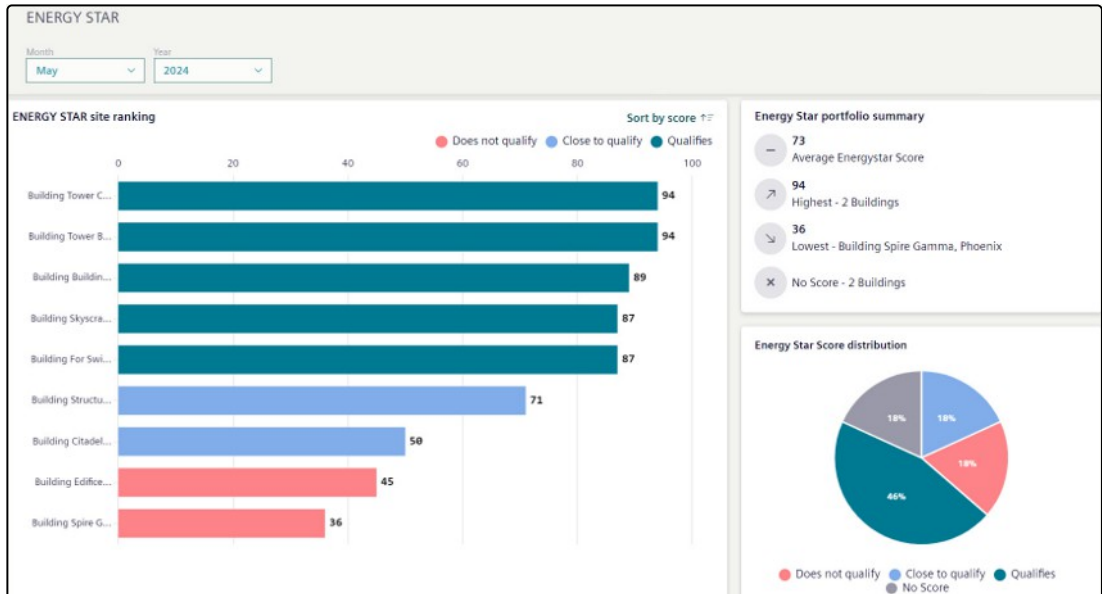 ENERGY STAR
Month
Year
May
2024
ENERGY STAR site ranking
Sort by score
Does not qualify
Close to qualify
Qualifies
0
20
40
60
80
100
Building Tower C...
94
Building Tower B...
94
Building Buildin...
89
Building Skyscra...
87
Building For Swi...
87
Building Structu...
71
Building Citadel...
50
Building Edifice...
45
Building Spire G...
36
Energy Star portfolio summary
73
Average Energystar Score
94
Highest - 2 Buildings
36
Lowest - Building Spire Gamma, Phoenix
No Score - 2 Buildings
Energy Star Score distribution
18%
18%
18%
46%
Does not qualify
Close to qualify
Qualifies
No Score